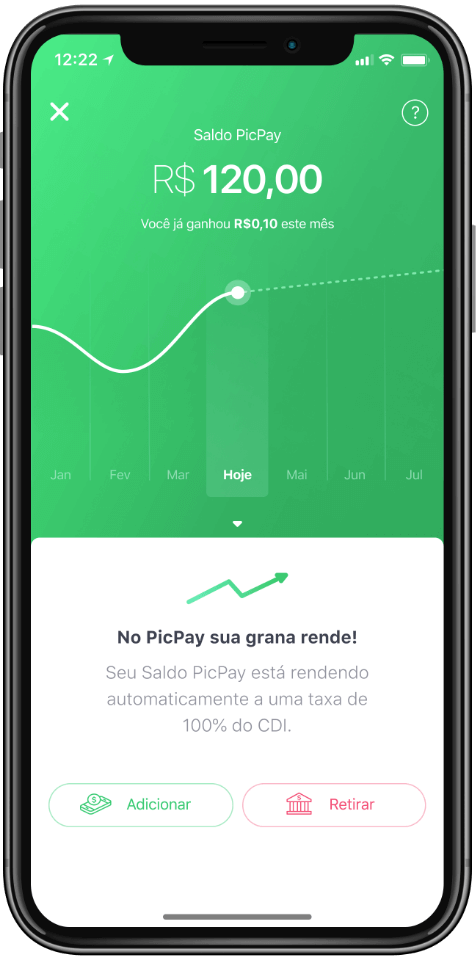 12:22
?
Saldo PicPay
R$ 120,00
Você já ganhou R$0,10 este mês
Jan Fev Mar Hoje Mai Jun Jul
No PicPay sua grana rende!
Seu Saldo PicPay está rendendo
automaticamente a uma taxa de
100% do CDI.
Adicionar Retirar